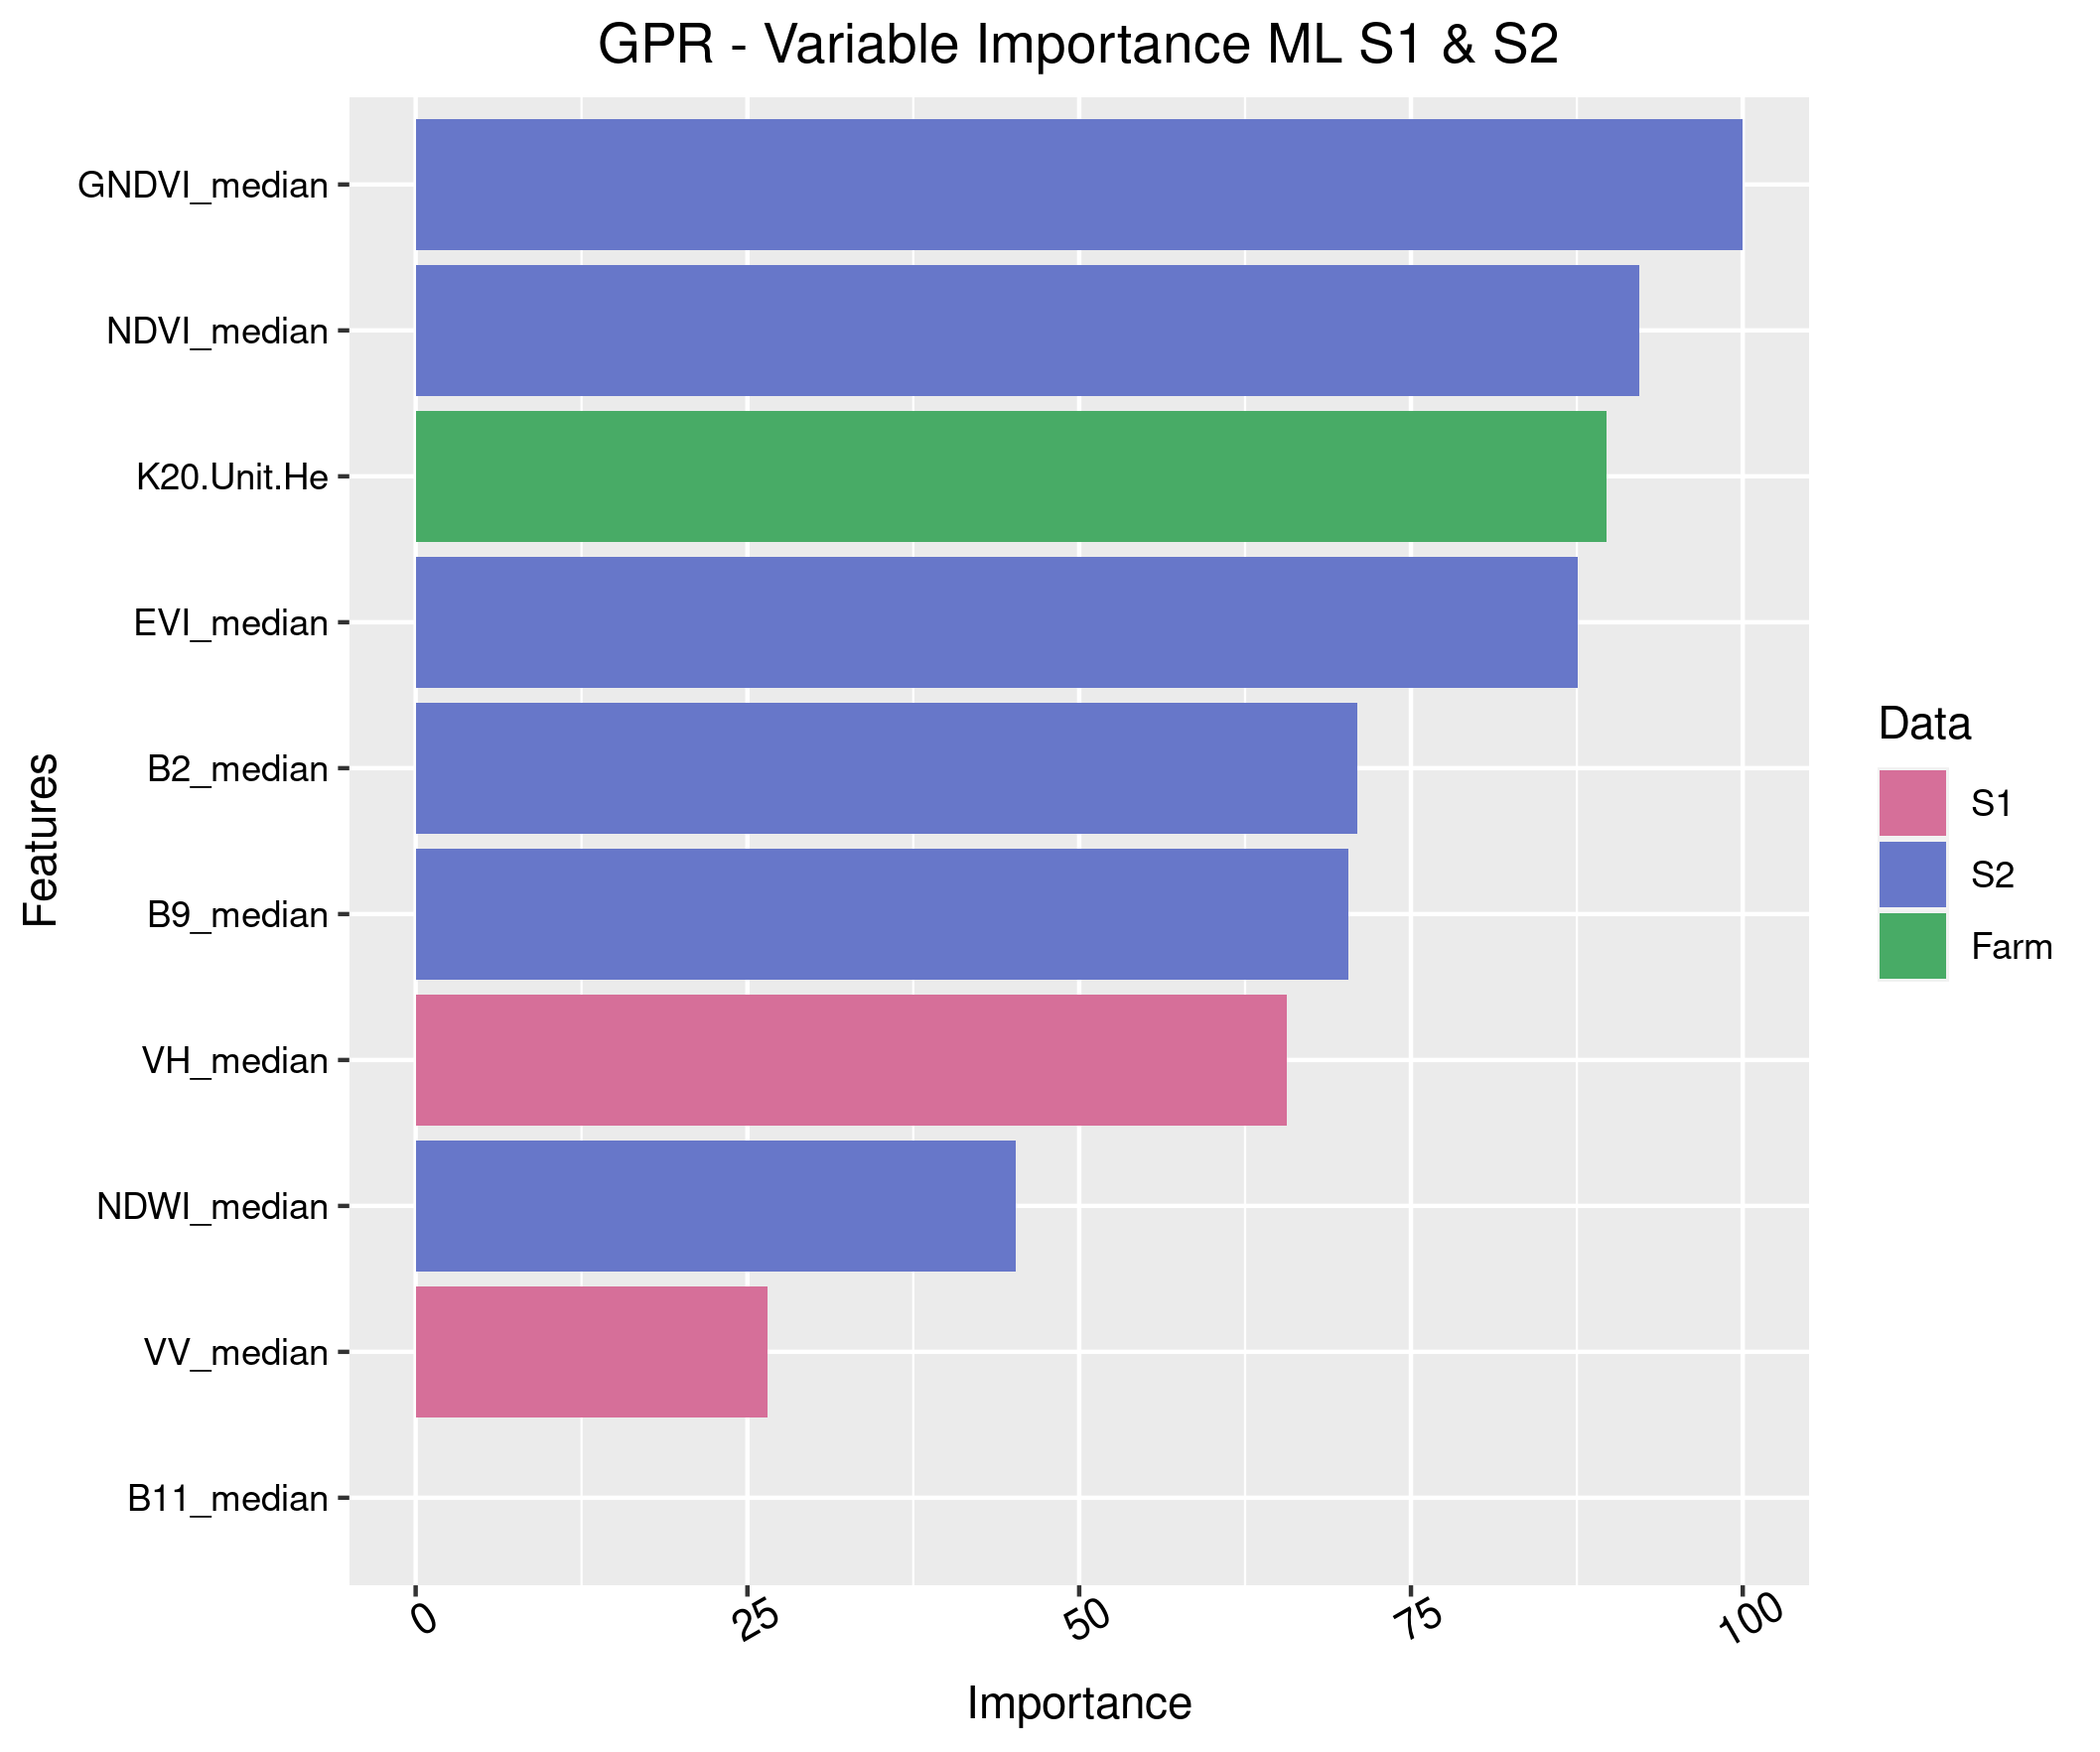 GPR - Variable Importance ML S1 & S2
GNDVI_median
NDVI_median
K20.Unit.He
EVI_median
B2_median
B9_median
VH_median
NDWI_median
VV_median
B11_median
Features
0
25
50
75
100
Importance
Data
S1
S2
Farm